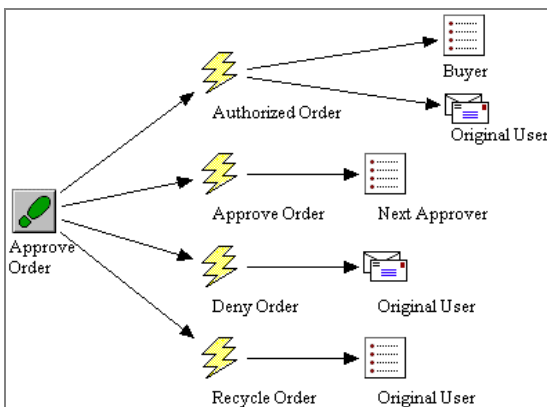 Buyer
Authorized Order
Original User
Approve Order
Next Approver
Approve
Order
Deny Order
Original User
Recycle Order
Original User